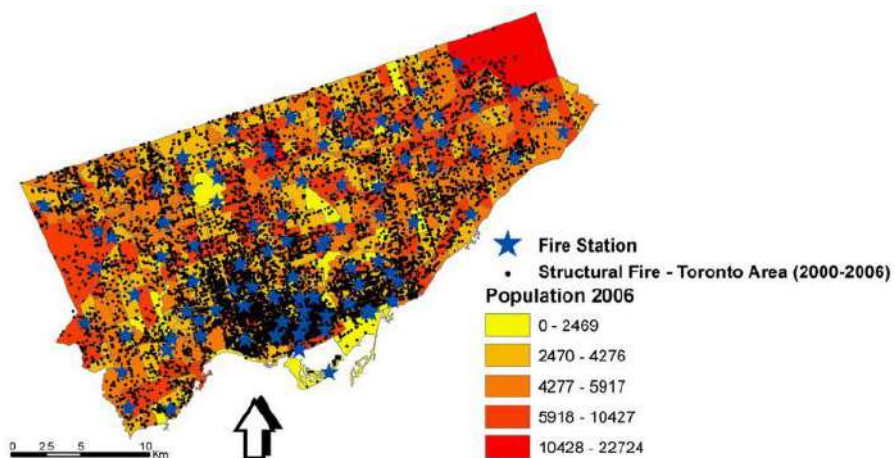 Fire Station
Structural Fire - Toronto Area (2000-2006)
Population 2006
0 - 2469
2470 - 4276
4277 - 5917
5918 - 10427
10428 - 22724
0 2.5 5 10
Km